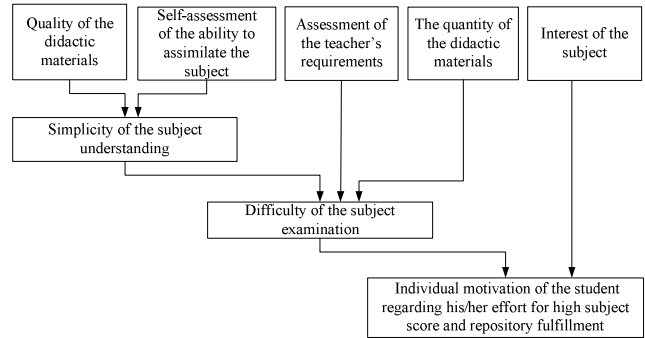 Quality of the
didactic
materials
Self-assessment
of the ability to
assimilate the
subject
Assessment of
the teacher's
requirements
The quantity of
the didactic
materials
Interest of the
subject
Simplicity of the subject
understanding
Difficulty of the subject
examination
Individual motivation of the student
regarding his/her effort for high subject
score and repository fulfillment